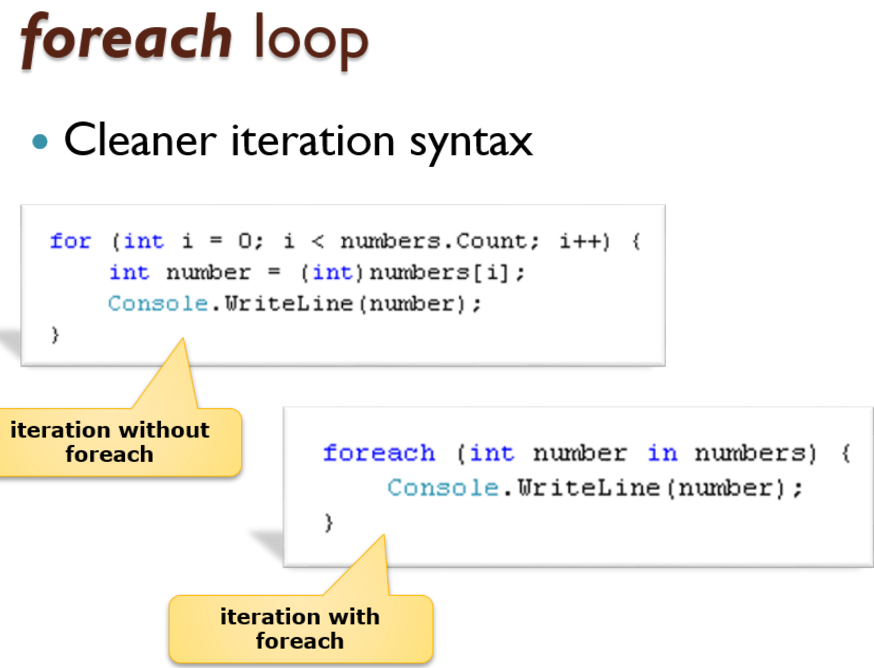 foreach loop
• Cleaner iteration syntax
for (int i = 0; i < numbers.Count; i++) {
int number = (int)numbers[i];
Console.WriteLine(number);
}
iteration without
foreach
foreach (int number in numbers) {
Console.WriteLine(number);
}
iteration with
foreach